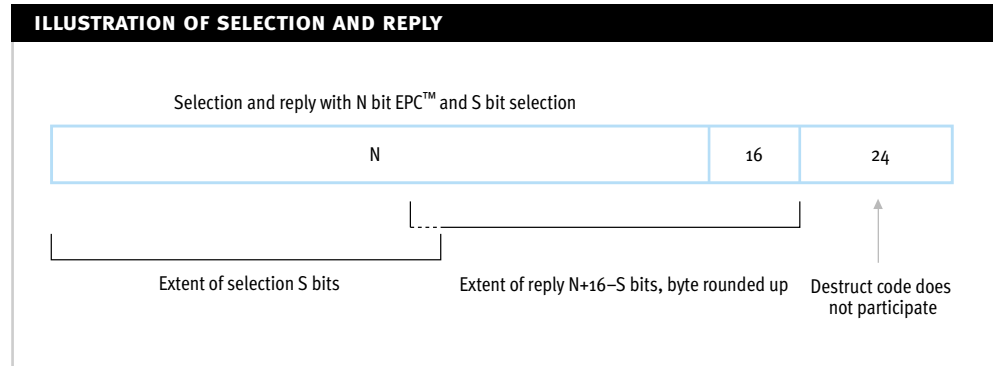 ILLUSTRATION OF SELECTION AND REPLY
Selection and reply with N bit EPC™ and S bit selection
N
16
24
Extent of selection S bits
Extent of reply N+16–S bits, byte rounded up
Destruct code does
not participate